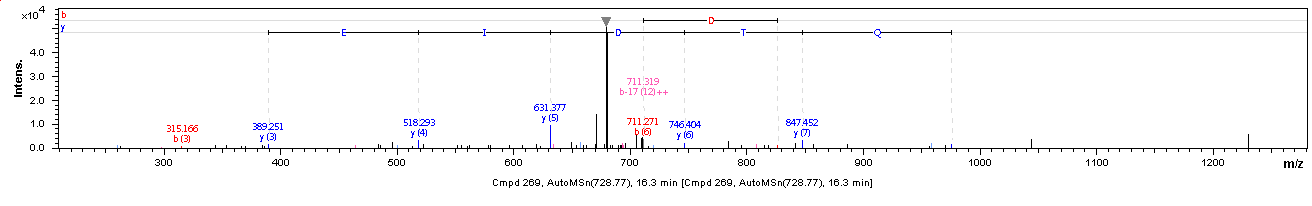 x10⁴
b
y
D
E I D T Q
Intens.
4.0
3.0
2.0
1.0
0.0
711.319
b-17 (12)++
631.377
y (5)
315.166
b (3)
389.251
y (3)
518.293
y (4)
711.271
b (6)
746.404
y (6)
847.452
y (7)
300 400 500 600 700 800 900 1000 1100 1200 m/z
Cmpd 269, AutoMSn(728.77), 16.3 min [Cmpd 269, AutoMSn(728.77), 16.3 min]